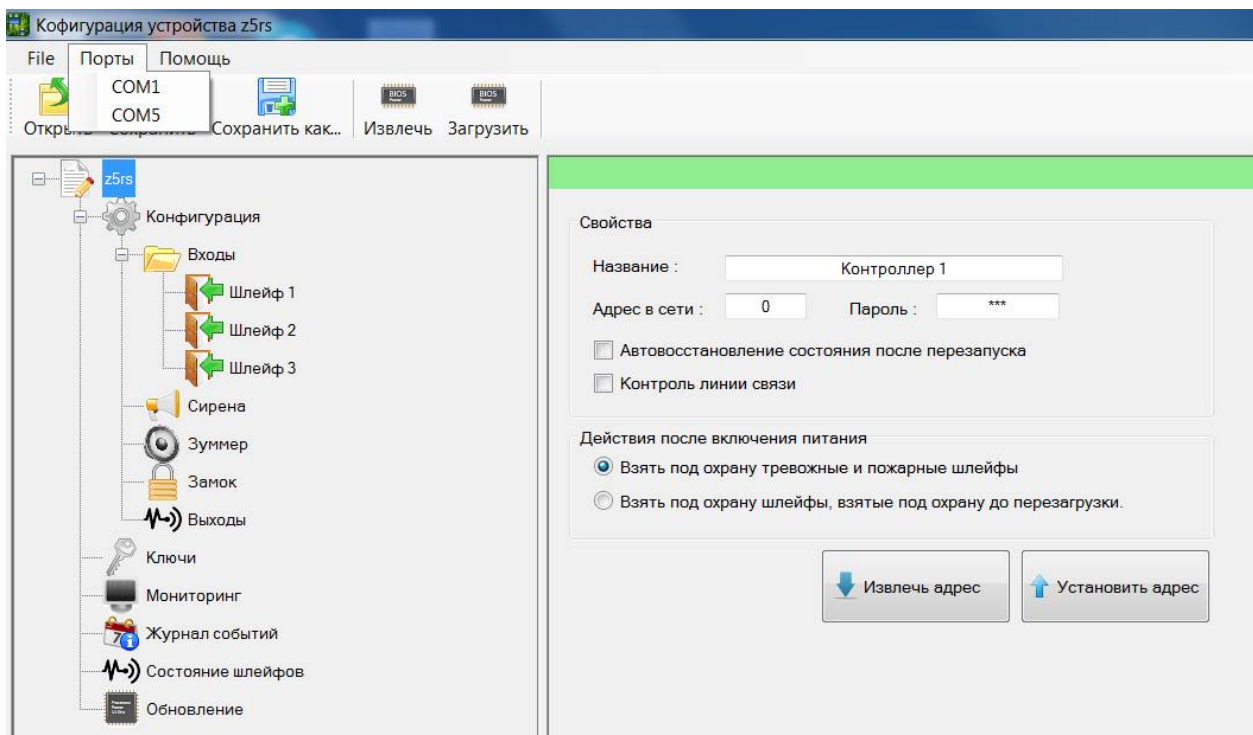 Кофигурация устройства z5rs
File Порты Помощь
COM1
COM5
Сохранить как... Извлечь Загрузить
z5rs
Конфигурация
Входы
Шлейф 1
Шлейф 2
Шлейф 3
Сирена
Зуммер
Замок
Выходы
Ключи
Мониторинг
Журнал событий
Состояние шлейфов
Обновление
Свойства
Название : Контроллер 1
Адрес в сети : 0 Пароль : ***
Автовосстановление состояния после перезапуска
Контроль линии связи
Действия после включения питания
Взять под охрану тревожные и пожарные шлейфы
Взять под охрану шлейфы, взятые под охрану до перезагрузки.
Извлечь адрес Установить адрес